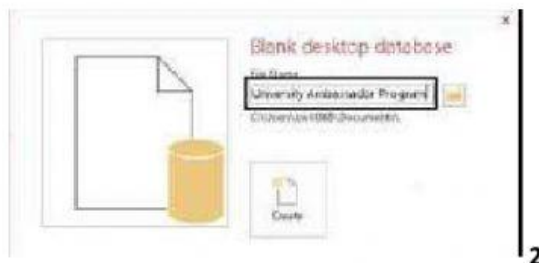 x
Blank desktop database
File Name
University Ambassador Program
Create
2